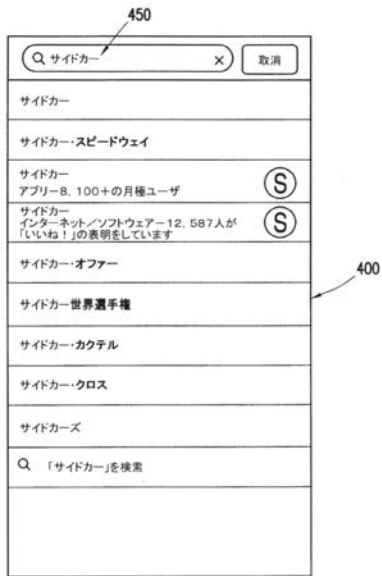 450
サイドカー × 取消
サイドカー
サイドカー・スピードウェイ
サイドカー
アプリー8，100＋の月極ユーザ
S
サイドカー
インターネット／ソフトウェアー12，587人が
「いいね！」の表明をしています
S
サイドカー・オファー
400
サイドカー世界選手権
サイドカー・カクテル
サイドカー・クロス
サイドカーズ
「サイドカー」を検索